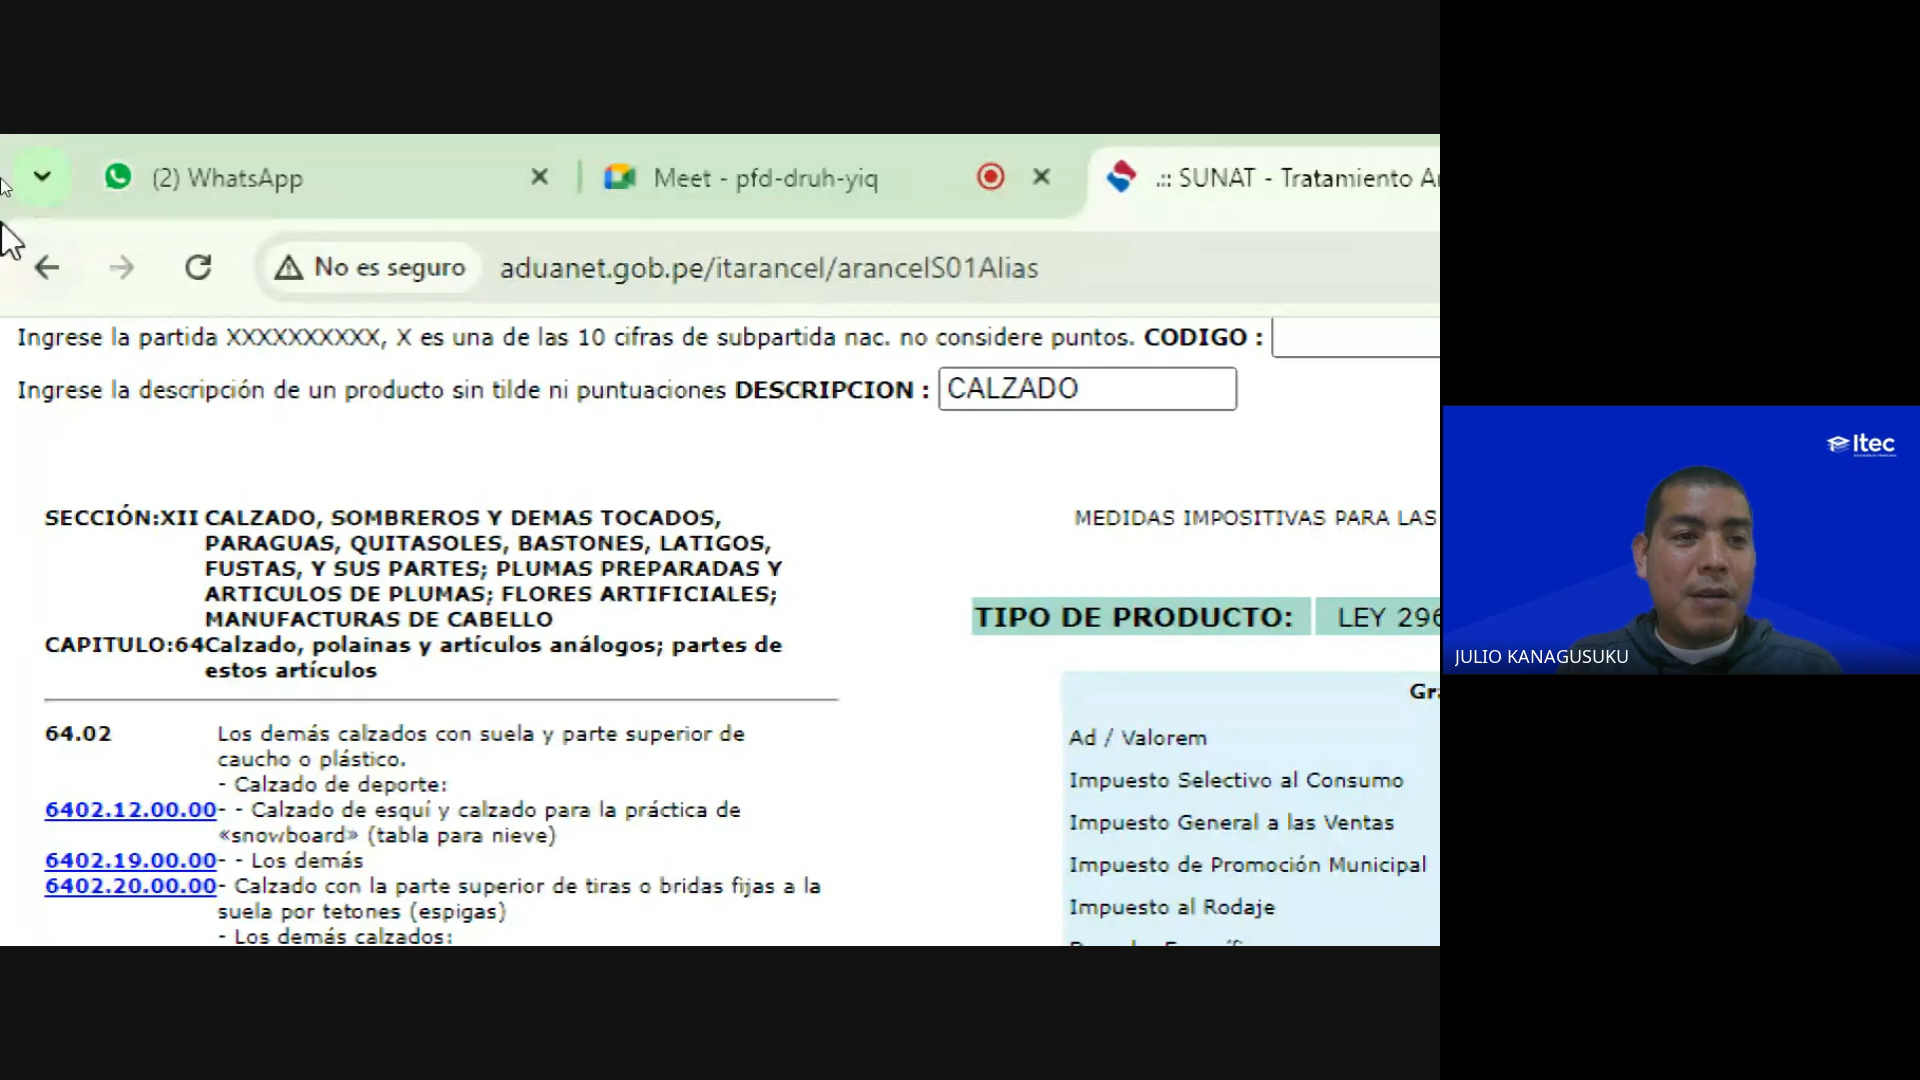 (2) WhatsApp
Meet - pfd-druh-yiq
.:: SUNAT - Tratamiento
No es seguro
aduanet.gob.pe/itarancel/arancelS01Alias
Ingrese la partida XXXXXXXXXX, X es una de las 10 cifras de subpartida nac. no considere puntos. CODIGO :
Ingrese la descripción de un producto sin tilde ni puntuaciones DESCRIPCION : CALZADO
SECCIÓN:XII CALZADO, SOMBREROS Y DEMAS TOCADOS,
PARAGUAS, QUITASOLES, BASTONES, LATIGOS,
FUSTAS, Y SUS PARTES; PLUMAS PREPARADAS Y
ARTICULOS DE PLUMAS; FLORES ARTIFICIALES;
MANUFACTURAS DE CABELLO
CAPITULO:64 Calzado, polainas y artículos análogos; partes de
estos artículos
64.02 Los demás calzados con suela y parte superior de
caucho o plástico.
- Calzado de deporte:
6402.12.00.00 - - Calzado de esquí y calzado para la práctica de
«snowboard» (tabla para nieve)
6402.19.00.00 - - Los demás
6402.20.00.00 - Calzado con la parte superior de tiras o bridas fijas a la
suela por tetones (espigas)
- Los demás calzados:
MEDIDAS IMPOSITIVAS PARA LAS
TIPO DE PRODUCTO: LEY 296
Ad / Valorem
Impuesto Selectivo al Consumo
Impuesto General a las Ventas
Impuesto de Promoción Municipal
Impuesto al Rodaje
Itec
JULIO KANAGUSUKU